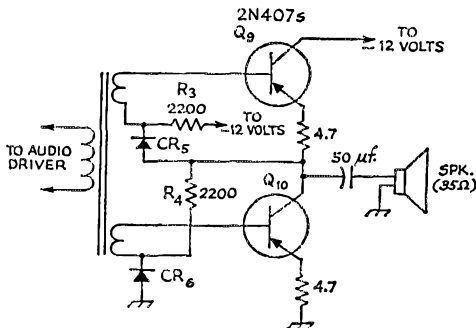 2N407s
Q9
TO
-12 VOLTS
R3
2200
TO
-12 VOLTS
CR5
4.7
TO AUDIO
DRIVER
R4
2200
Q10
50 µf.
SPK.
(35Ω)
CR6
4.7